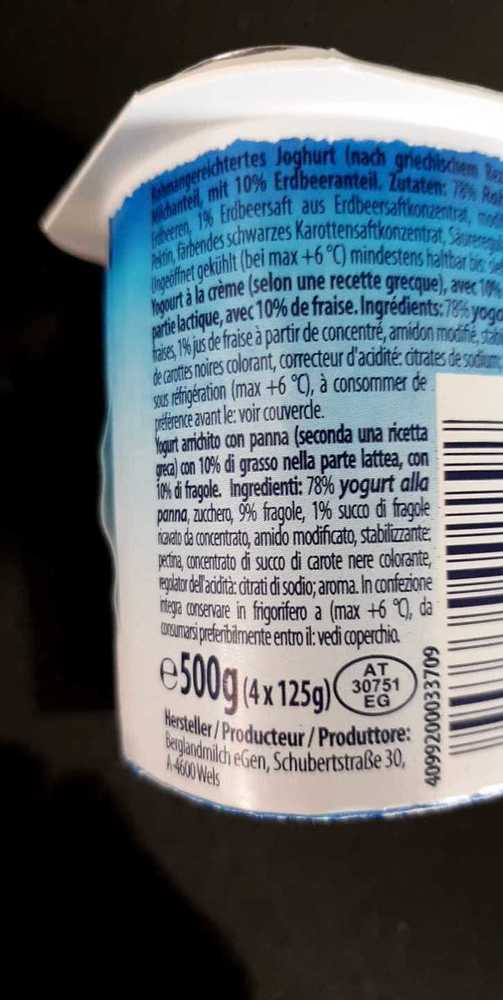 Rahmangereichtertes Joghurt (nach griechischem
Milchanteil, mit 10% Erdbeeranteil. Zutaten: 78%
Erdbeeren, 1% Erdbeersaft aus Erdbeersaftkonzentrat,
Pektin, färbendes schwarzes Karottensaftkonzentrat,
Ungeöffnet gekühlt (bei max +6 °C) mindestens haltbar bis:
Yogourt à la crème (selon une recette grecque), avec 10%
partie lactique, avec 10% de fraise. Ingrédients: 78% yogo
fraises, 1% jus de fraise à partir de concentré, amidon modifié,
de carottes noires colorant, correcteur d'acidité: citrates de sodium
sous réfrigération (max +6 °C), à consommer de
préférence avant le: voir couvercle.
Yogurt arrichito con panna (seconda una ricetta
greca) con 10% di grasso nella parte lattea, con
10% di fragole. Ingredienti: 78% yogurt alla
panna, zucchero, 9% fragole, 1% succo di fragole
ricavato da concentrato, amido modificato, stabilizzante:
pectina, concentrato di succo di carote nere colorante,
regolator dell'acidità: citrati di sodio; aroma. In confezione
integra conservare in frigorifero a (max +6 °C), da
consumarsi preferibilmente entro il: vedi coperchio.
e500g (4 x 125g)
AT
30751
EG
Hersteller / Producteur / Produttore:
Berglandmilch eGen, Schubertstraße 30,
A-4600 Wels
4099200033709